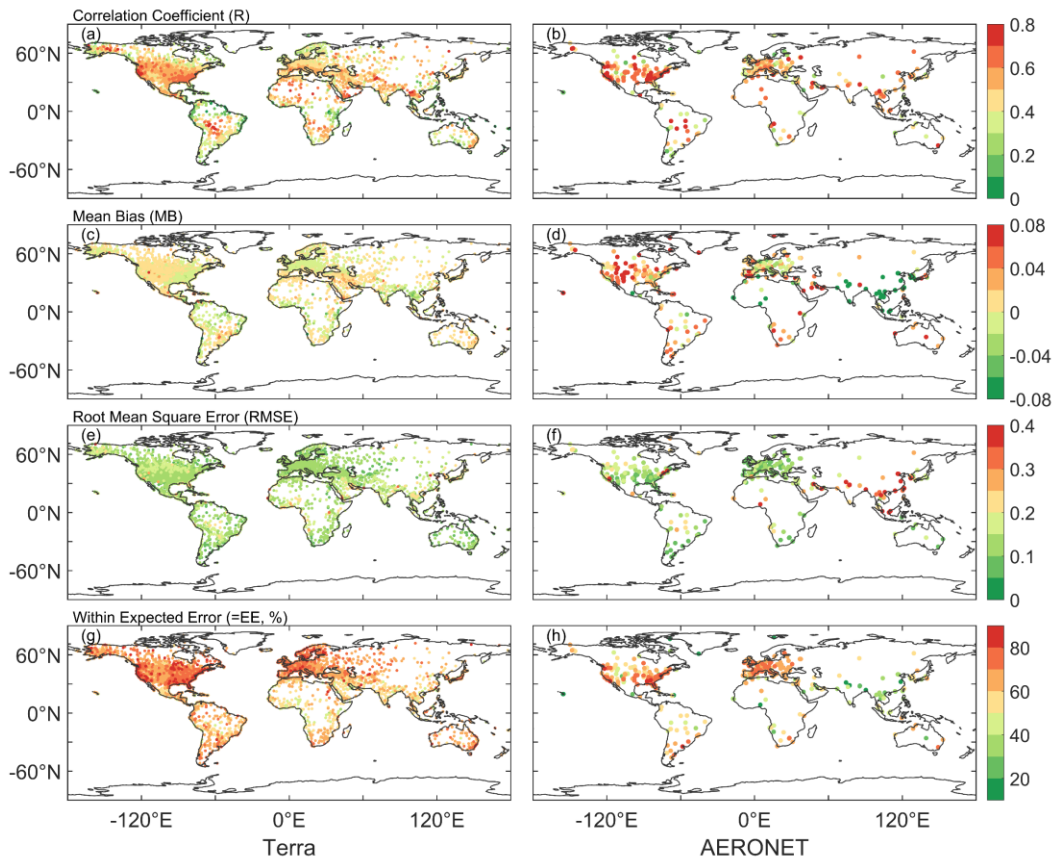 Correlation Coefficient (R)
(a)
(b)
60°N
0°N
-60°N
0.8
0.6
0.4
0.2
0
Mean Bias (MB)
(c)
(d)
60°N
0°N
-60°N
0.08
0.04
0
-0.04
-0.08
Root Mean Square Error (RMSE)
(e)
(f)
60°N
0°N
-60°N
0.4
0.3
0.2
0.1
0
Within Expected Error (=EE, %)
(g)
(h)
60°N
0°N
-60°N
80
60
40
20
-120°E 0°E 120°E -120°E 0°E 120°E
Terra AERONET